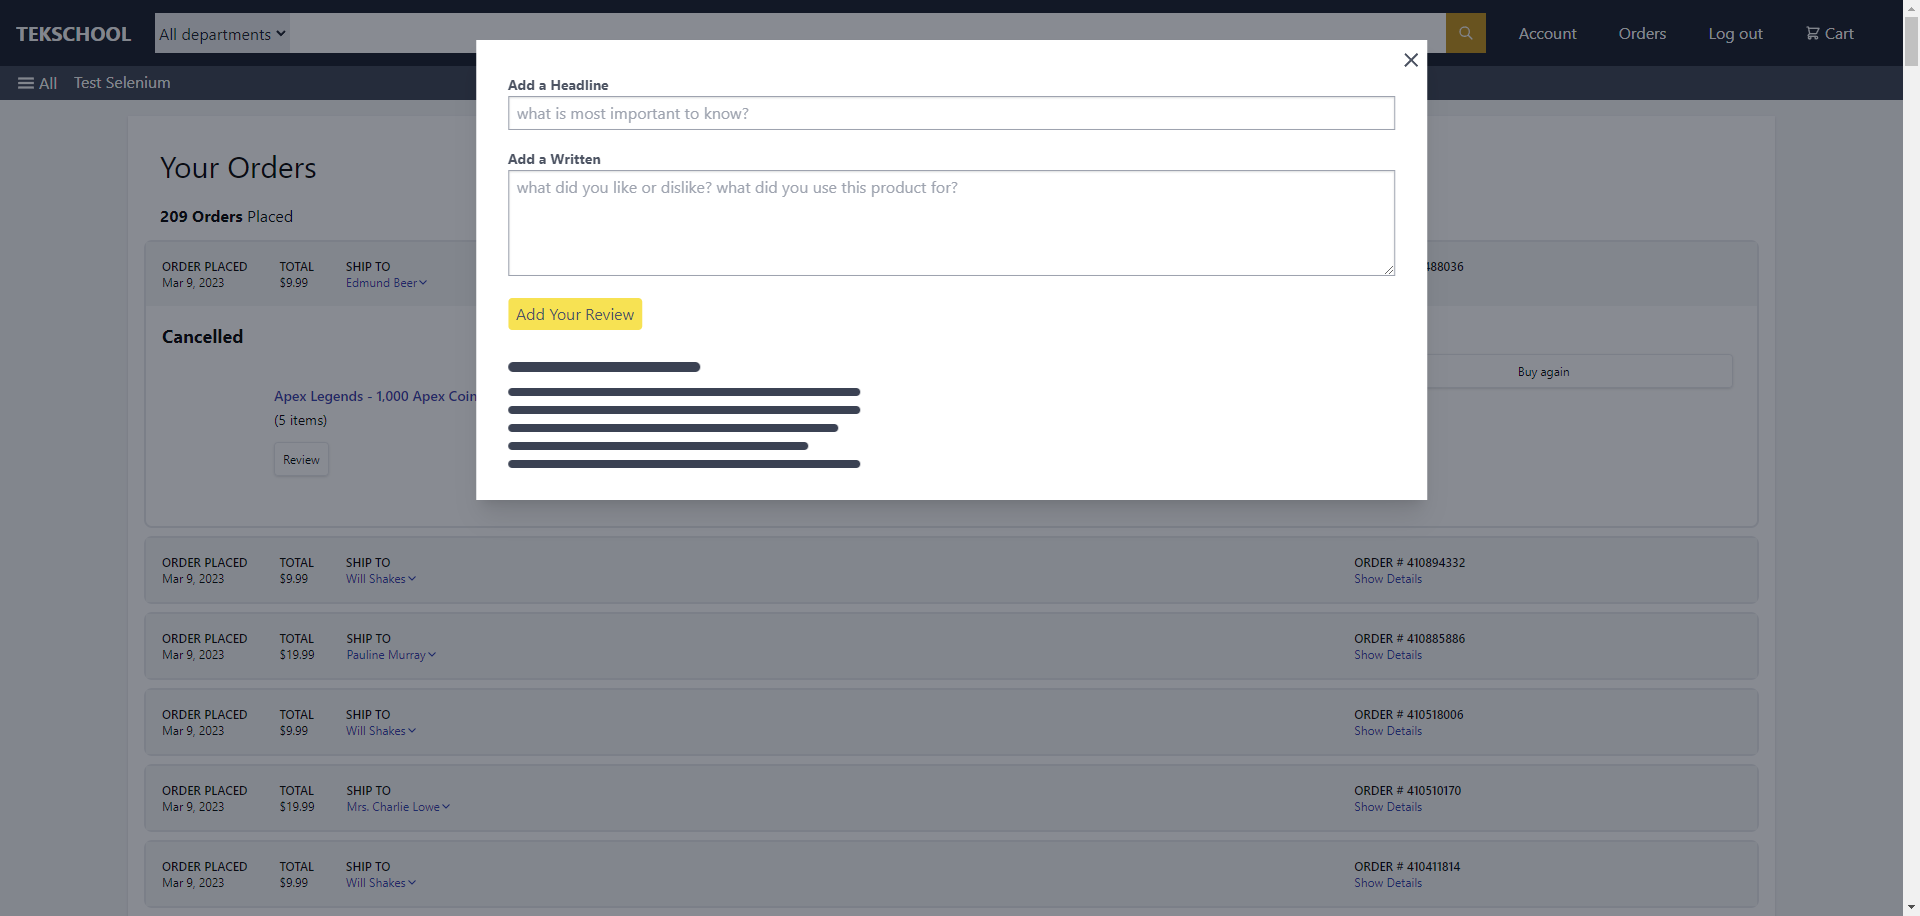 TEKSCHOOL
All departments
Account
Orders
Log out
Cart
All
Test Selenium
Add a Headline
what is most important to know?
Add a Written
what did you like or dislike? what did you use this product for?
Add Your Review
Your Orders
209 Orders Placed
ORDER PLACED TOTAL SHIP TO
Mar 9, 2023 $9.99 Edmund Beer
488036
Cancelled
Apex Legends - 1,000 Apex Coin
(5 items)
Review
Buy again
ORDER PLACED TOTAL SHIP TO ORDER # 410894332
Mar 9, 2023 $9.99 Will Shakes Show Details
ORDER PLACED TOTAL SHIP TO ORDER # 410885886
Mar 9, 2023 $19.99 Pauline Murray Show Details
ORDER PLACED TOTAL SHIP TO ORDER # 410518006
Mar 9, 2023 $9.99 Will Shakes Show Details
ORDER PLACED TOTAL SHIP TO ORDER # 410510170
Mar 9, 2023 $19.99 Mrs. Charlie Lowe Show Details
ORDER PLACED TOTAL SHIP TO ORDER # 410411814
Mar 9, 2023 $9.99 Will Shakes Show Details